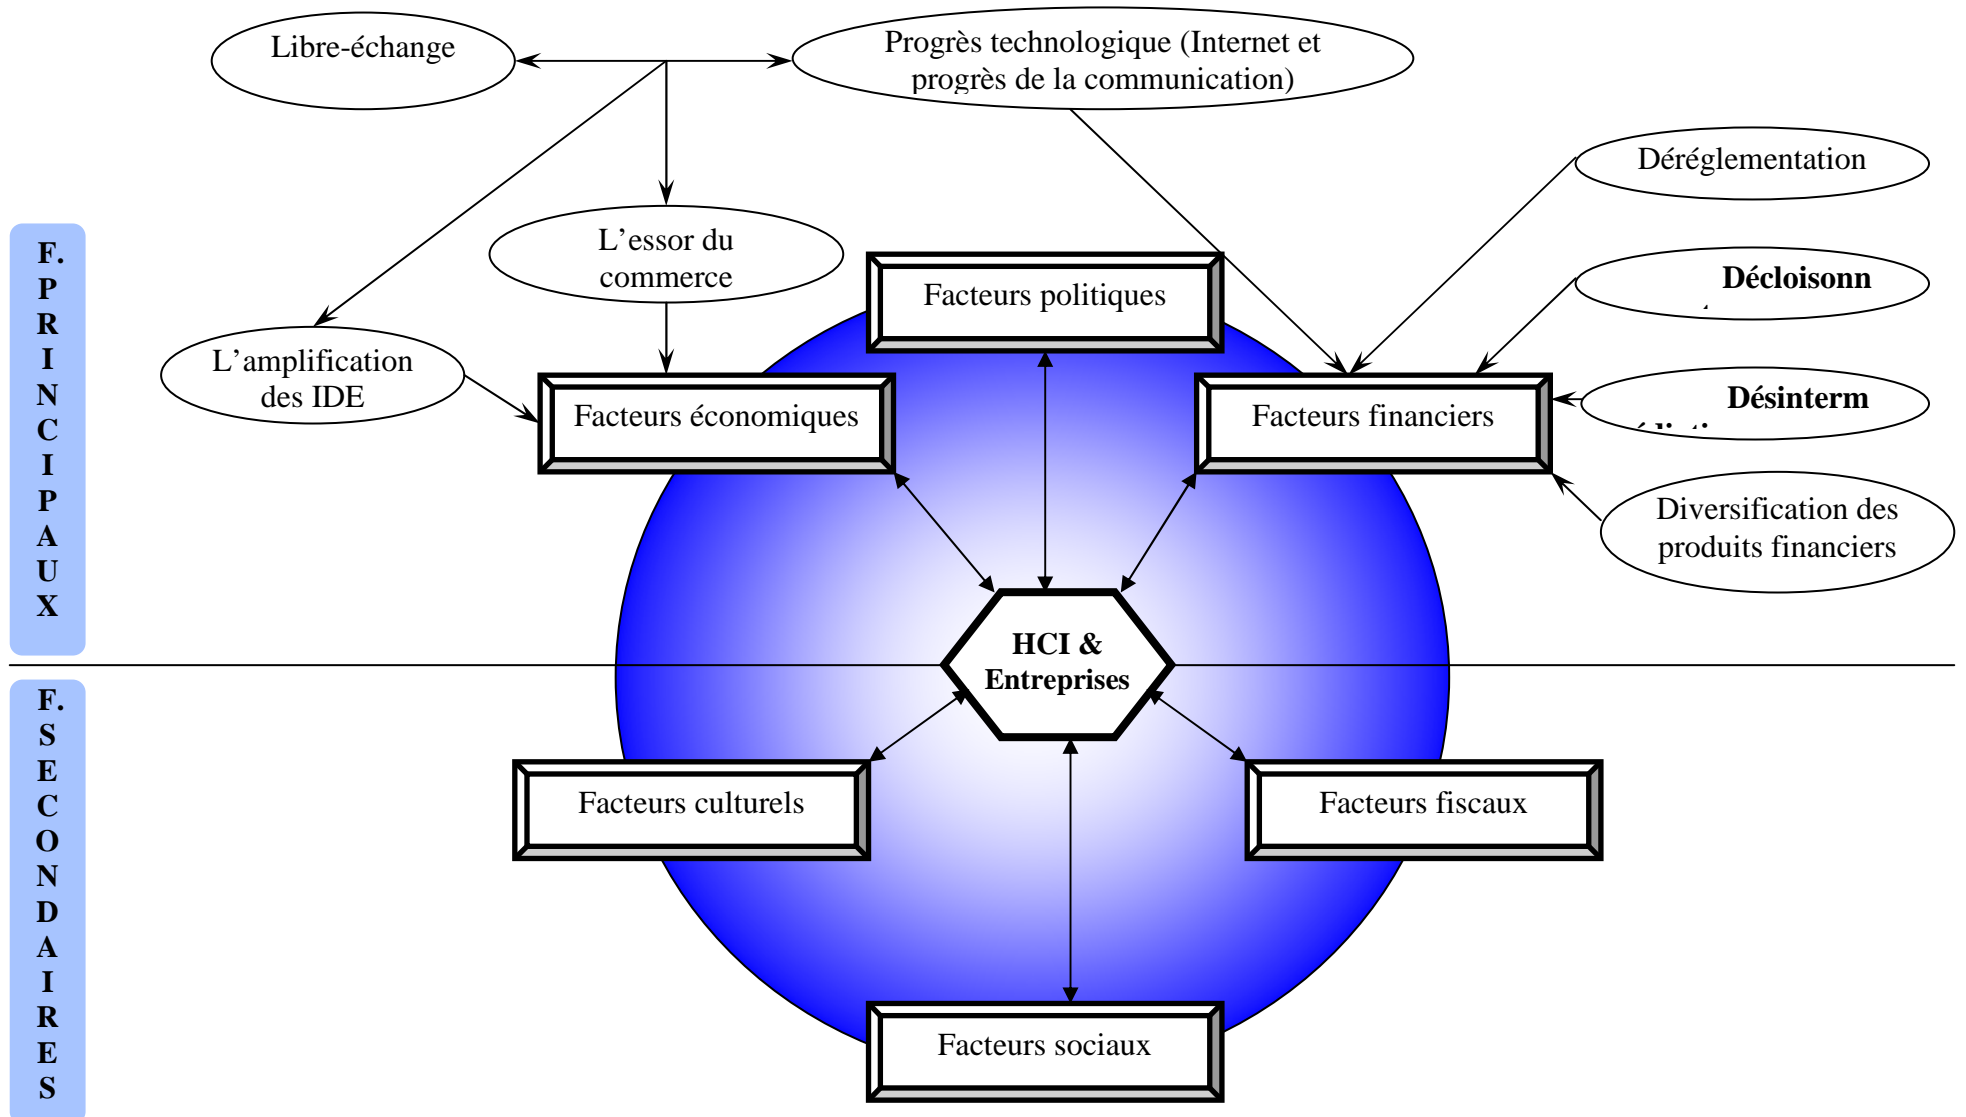 Libre-échange
Progrès technologique (Internet et
progrès de la communication)
Déréglementation
L’essor du
commerce
Décloisonn
Facteurs politiques
L’amplification
des IDE
Facteurs économiques
Facteurs financiers
Désinterm
Diversification des
produits financiers
F.
P
R
I
N
C
I
P
A
U
X
HCI &
Entreprises
F.
S
E
C
O
N
D
A
I
R
E
S
Facteurs culturels
Facteurs fiscaux
Facteurs sociaux